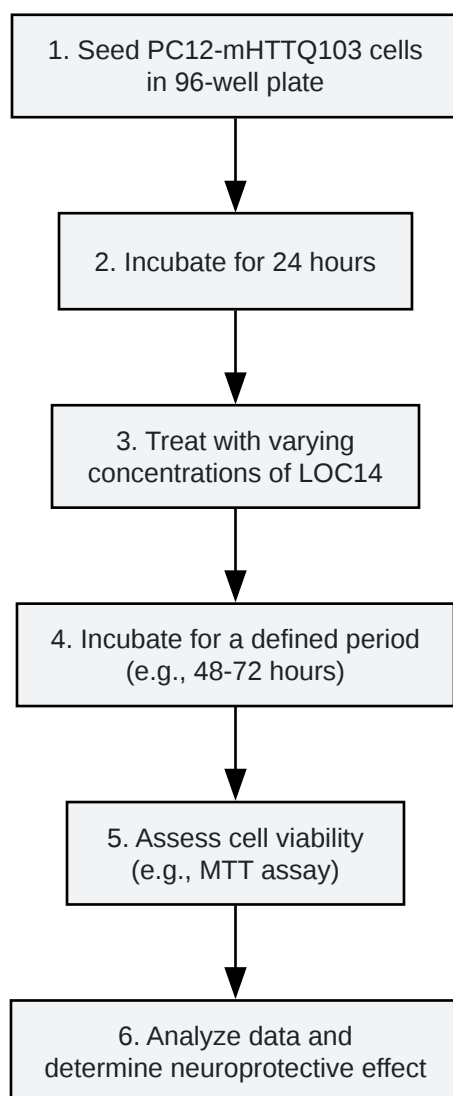 1. Seed PC12-mHTTQ103 cells
in 96-well plate
2. Incubate for 24 hours
3. Treat with varying
concentrations of LOC14
4. Incubate for a defined period
(e.g., 48-72 hours)
5. Assess cell viability
(e.g., MTT assay)
6. Analyze data and
determine neuroprotective effect